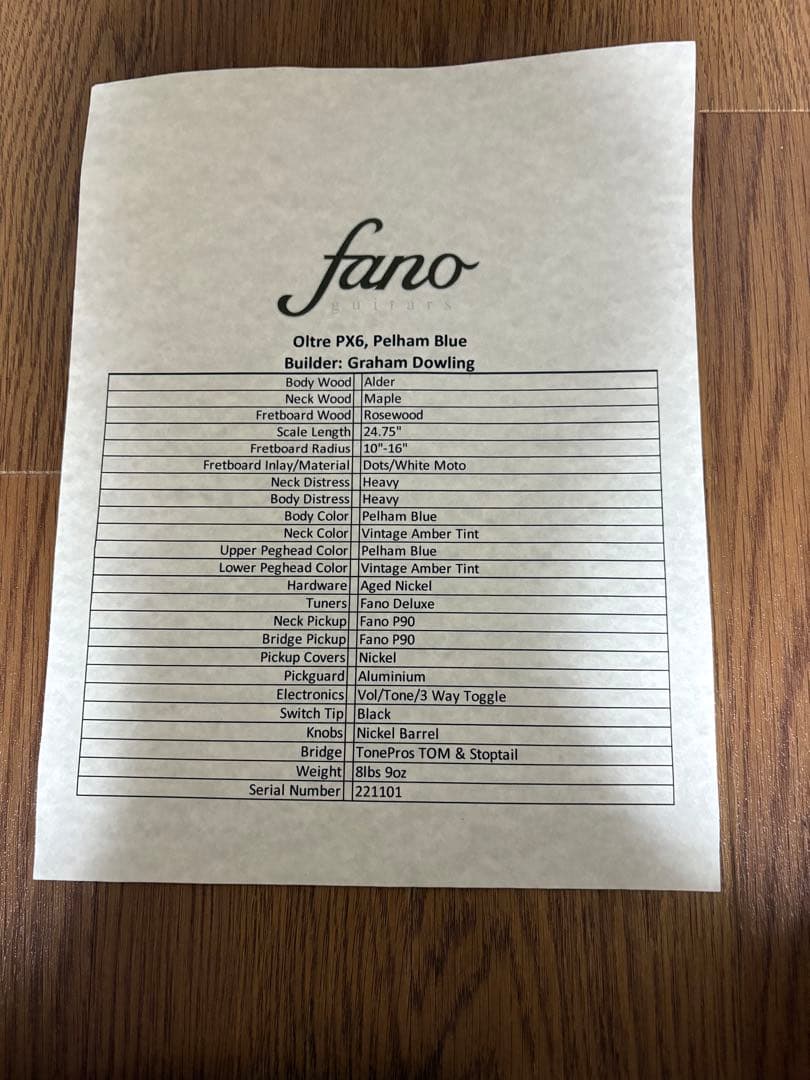 fano
guitars
Oltre PX6, Pelham Blue
Builder: Graham Dowling
Body Wood Alder
Neck Wood Maple
Fretboard Wood Rosewood
Scale Length 24.75"
Fretboard Radius 10"-16"
Fretboard Inlay/Material Dots/White Moto
Neck Distress Heavy
Body Distress Heavy
Body Color Pelham Blue
Neck Color Vintage Amber Tint
Upper Peghead Color Pelham Blue
Lower Peghead Color Vintage Amber Tint
Hardware Aged Nickel
Tuners Fano Deluxe
Neck Pickup Fano P90
Bridge Pickup Fano P90
Pickup Covers Nickel
Pickguard Aluminium
Electronics Vol/Tone/3 Way Toggle
Switch Tip Black
Knobs Nickel Barrel
Bridge TonePros TOM & Stoptail
Weight 8lbs 9oz
Serial Number 221101